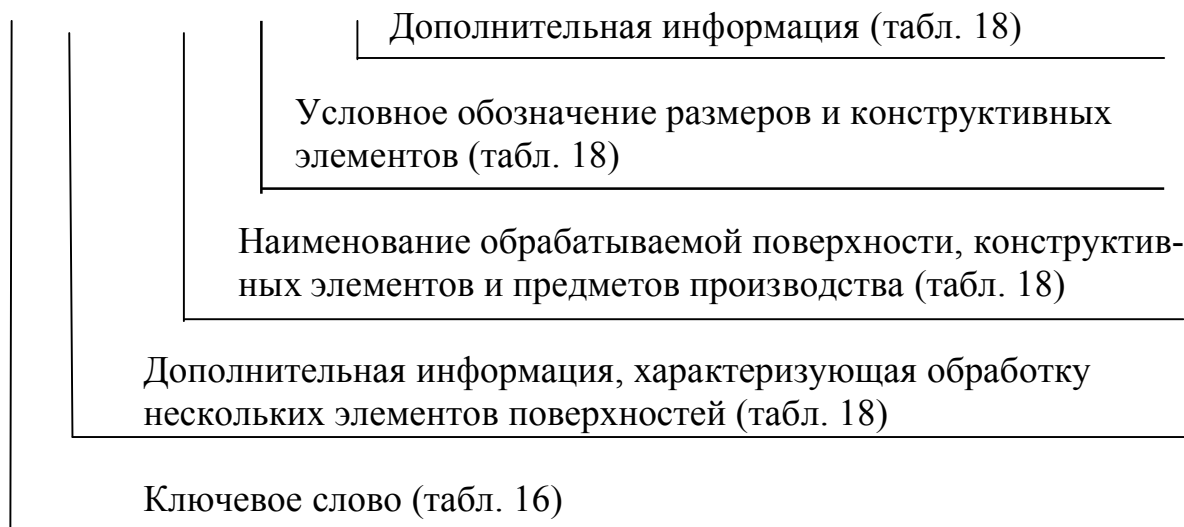 Дополнительная информация (табл. 18)
Условное обозначение размеров и конструктивных
элементов (табл. 18)
Наименование обрабатываемой поверхности, конструктив-
ных элементов и предметов производства (табл. 18)
Дополнительная информация, характеризующая обработку
нескольких элементов поверхностей (табл. 18)
Ключевое слово (табл. 16)